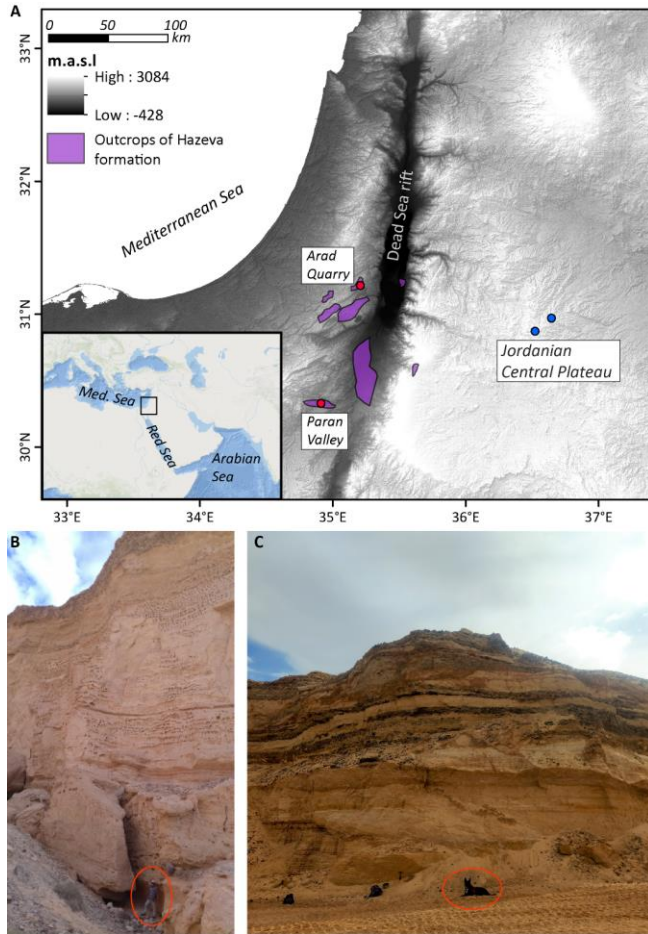 A
0 50 100
km
m.a.s.l
High : 3084
Low : -428
Outcrops of Hazeva
formation
33°N
32°N
31°N
30°N
Mediterranean Sea
Dead Sea rift
Arad
Quarry
Jordanian
Central Plateau
Paran
Valley
Med. Sea
Red Sea
Arabian
Sea
33°E 34°E 35°E 36°E 37°E
B
C